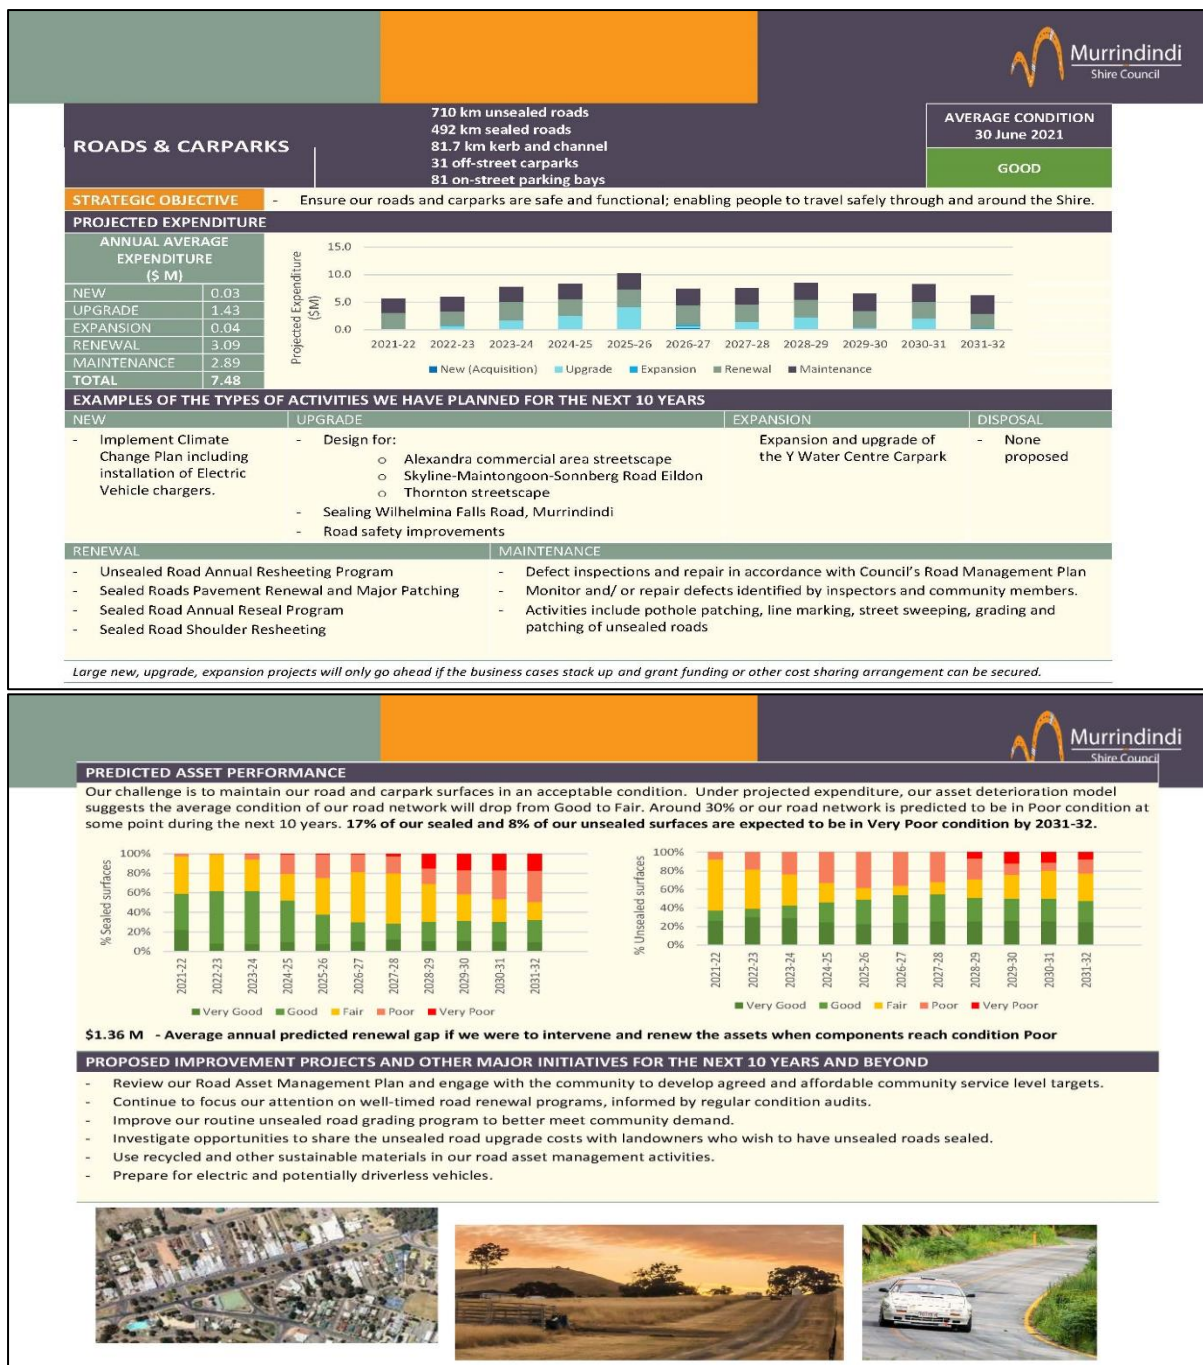 Murrindindi
Shire Council
710 km unsealed roads
492 km sealed roads
81.7 km kerb and channel
31 off-street carparks
81 on-street parking bays
ROADS & CARPARKS
AVERAGE CONDITION
30 June 2021
GOOD
STRATEGIC OBJECTIVE - Ensure our roads and carparks are safe and functional; enabling people to travel safely through and around the Shire.
PROJECTED EXPENDITURE
ANNUAL AVERAGE
EXPENDITURE
($ M)
NEW 0.03
UPGRADE 1.43
EXPANSION 0.04
RENEWAL 3.09
MAINTENANCE 2.89
TOTAL 7.48
Projected Expenditure
($M)
15.0
10.0
5.0
0.0
2021-22 2022-23 2023-24 2024-25 2025-26 2026-27 2027-28 2028-29 2029-30 2030-31 2031-32
New (Acquisition) Upgrade Expansion Renewal Maintenance
EXAMPLES OF THE TYPES OF ACTIVITIES WE HAVE PLANNED FOR THE NEXT 10 YEARS
NEW
- Implement Climate
Change Plan including
installation of Electric
Vehicle chargers.
UPGRADE
- Design for:
o Alexandra commercial area streetscape
o Skyline-Maintongoon-Sonnberg Road Eildon
o Thornton streetscape
- Sealing Wilhelmina Falls Road, Murrindindi
- Road safety improvements
EXPANSION
Expansion and upgrade of
the Y Water Centre Carpark
DISPOSAL
- None
proposed
RENEWAL
- Unsealed Road Annual Resheeting Program
- Sealed Roads Pavement Renewal and Major Patching
- Sealed Road Annual Reseal Program
- Sealed Road Shoulder Resheeting
MAINTENANCE
- Defect inspections and repair in accordance with Council's Road Management Plan
- Monitor and/ or repair defects identified by inspectors and community members.
- Activities include pothole patching, line marking, street sweeping, grading and
patching of unsealed roads
Large new, upgrade, expansion projects will only go ahead if the business cases stack up and grant funding or other cost sharing arrangement can be secured.
Murrindindi
Shire Council
PREDICTED ASSET PERFORMANCE
Our challenge is to maintain our road and carpark surfaces in an acceptable condition. Under projected expenditure, our asset deterioration model
suggests the average condition of our road network will drop from Good to Fair. Around 30% or our road network is predicted to be in Poor condition at
some point during the next 10 years. 17% of our sealed and 8% of our unsealed surfaces are expected to be in Very Poor condition by 2031-32.
% Sealed surfaces
100%
80%
60%
40%
20%
0%
2021-22 2022-23 2023-24 2024-25 2025-26 2026-27 2027-28 2028-29 2029-30 2030-31 2031-32
Very Good Good Fair Poor Very Poor
% Unsealed surfaces
100%
80%
60%
40%
20%
0%
2021-22 2022-23 2023-24 2024-25 2025-26 2026-27 2027-28 2028-29 2029-30 2030-31 2031-32
Very Good Good Fair Poor Very Poor
$1.36 M - Average annual predicted renewal gap if we were to intervene and renew the assets when components reach condition Poor
PROPOSED IMPROVEMENT PROJECTS AND OTHER MAJOR INITIATIVES FOR THE NEXT 10 YEARS AND BEYOND
- Review our Road Asset Management Plan and engage with the community to develop agreed and affordable community service level targets.
- Continue to focus our attention on well-timed road renewal programs, informed by regular condition audits.
- Improve our routine unsealed road grading program to better meet community demand.
- Investigate opportunities to share the unsealed road upgrade costs with landowners who wish to have unsealed roads sealed.
- Use recycled and other sustainable materials in our road asset management activities.
- Prepare for electric and potentially driverless vehicles.